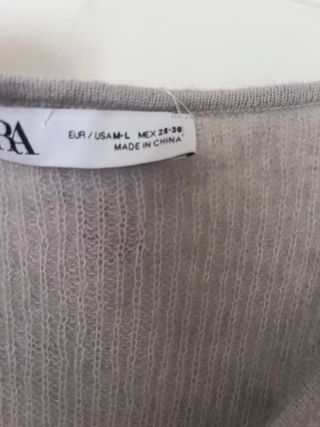 RA
EUR / USA M-L MEX 28-30
MADE IN CHINA